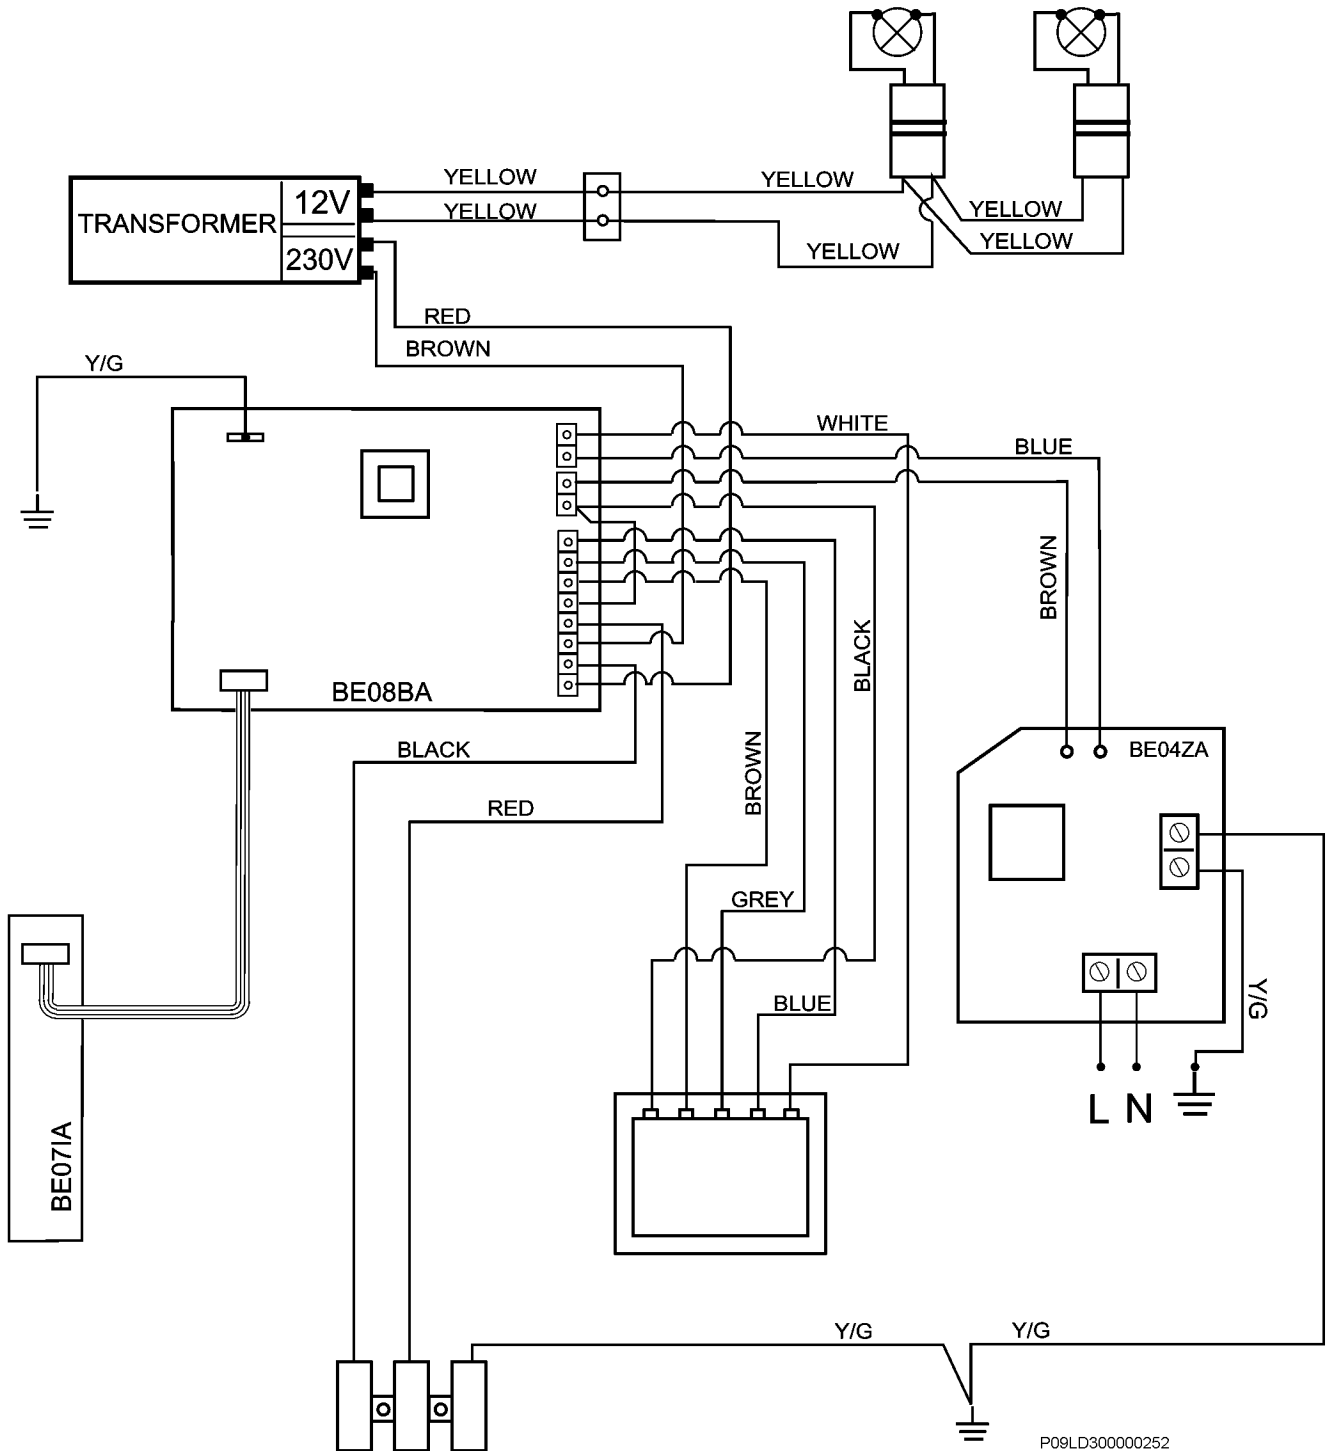 YELLOW
YELLOW
YELLOW
YELLOW
YELLOW
YELLOW
TRANSFORMER
12V
230V
RED
BROWN
Y/G
WHITE
BLUE
BROWN
BLACK
BE08BA
BLACK
BROWN
BE04ZA
RED
GREY
BLUE
Y/G
L N
BE07IA
Y/G
Y/G
P09LD300000252